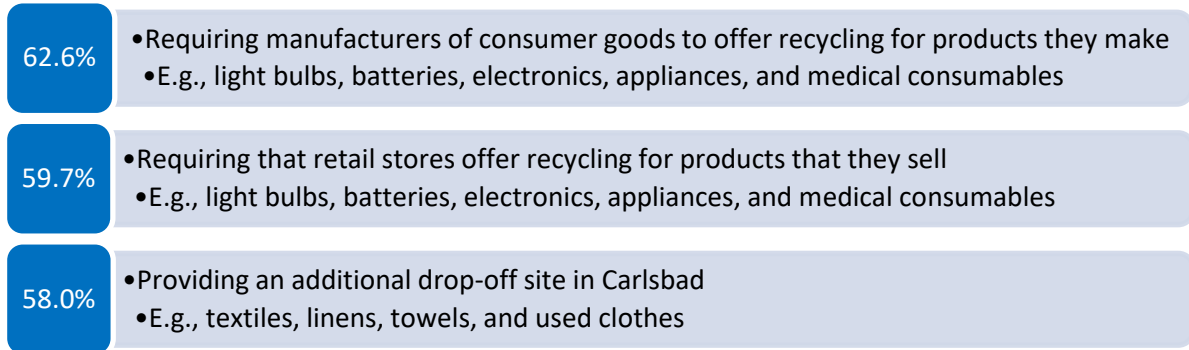 62.6%
•Requiring manufacturers of consumer goods to offer recycling for products they make
•E.g., light bulbs, batteries, electronics, appliances, and medical consumables
59.7%
•Requiring that retail stores offer recycling for products that they sell
•E.g., light bulbs, batteries, electronics, appliances, and medical consumables
58.0%
•Providing an additional drop-off site in Carlsbad
•E.g., textiles, linens, towels, and used clothes